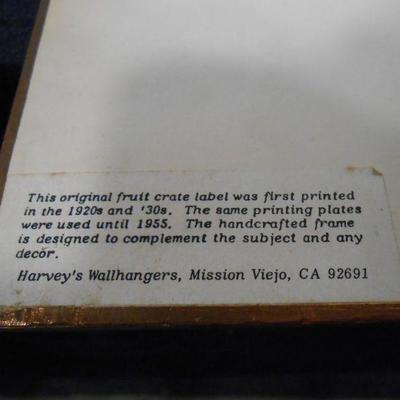 This original fruit crate label was first printed
in the 1920s and '30s. The same printing plates
were used until 1955. The handcrafted frame
is designed to complement the subject and any
decor.
Harvey's Wallhangers, Mission Viejo, CA 92691